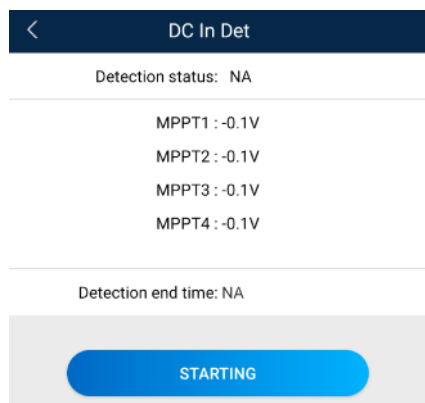 DC In Det
Detection status: NA
MPPT1 : -0.1V
MPPT2 : -0.1V
MPPT3 : -0.1V
MPPT4 : -0.1V
Detection end time: NA
STARTING